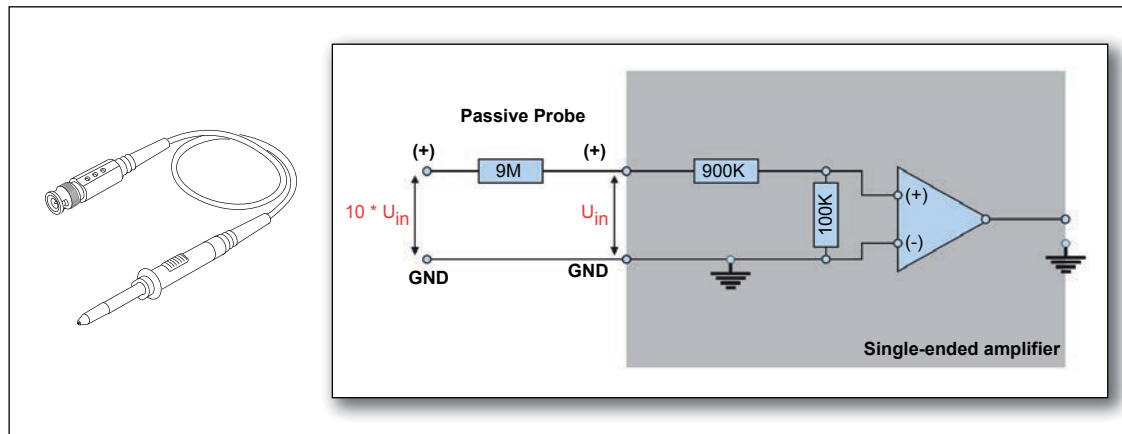 Passive Probe
(+)
(+)
9M
900K
100K
(+)
(-)
10 * Uin
Uin
GND
GND
Single-ended amplifier